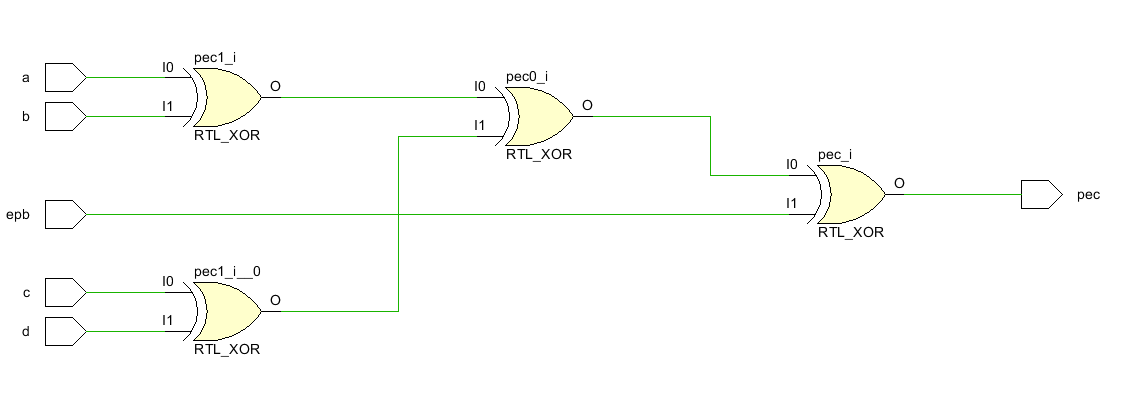 pec1_i
a
I0
O
b
I1
RTL_XOR
pec0_i
I0
O
I1
RTL_XOR
pec_i
I0
O
epb
I1
RTL_XOR
pec
pec1_i__0
c
I0
O
d
I1
RTL_XOR